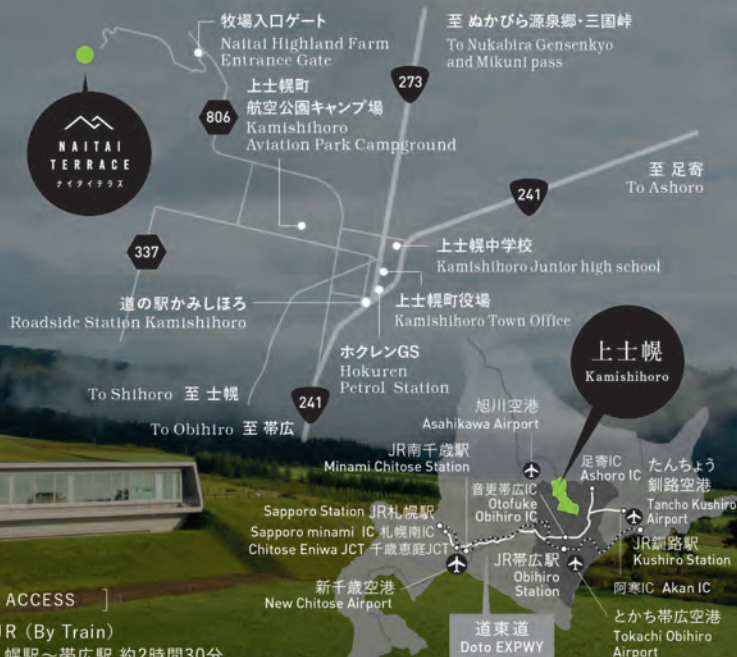 牧場入口ゲート
Naitai Highland Farm
Entrance Gate
至 ぬかびら源泉郷・三国峠
To Nukabira Gensenkyo
and Mikuni pass
273
上士幌町
航空公園キャンプ場
Kamishihoro
Aviation Park Campground
806
NAITAI
TERRACE
ナイタイテラス
至 足寄
To Ashoro
241
337
上士幌中学校
Kamishihoro Junior high school
道の駅かみしほろ
Roadside Station Kamishihoro
上士幌町役場
Kamishihoro Town Office
ホクレンGS
Hokuren
Petrol Station
To Shihoro 至 士幌
To Obihiro 至 帯広
241
上士幌
Kamishihoro
旭川空港
Asahikawa Airport
JR南千歳駅
Minami Chitose Station
足寄IC
Ashoro IC
たんちょう
釧路空港
Tancho Kushiro
Airport
音更帯広IC
Otofuke
Obihiro IC
Sapporo Station JR札幌駅
Sapporo minami IC 札幌南IC
Chitose Eniwa JCT 千歳恵庭JCT
JR釧路駅
Kushiro Station
JR帯広駅
Obihiro
Station
阿寒IC Akan IC
新千歳空港
New Chitose Airport
道東道
Doto EXPWY
とかち帯広空港
Tokachi Obihiro
Airport
ACCESS ]
JR (By Train)
幌駅～帯広駅 約2時間30分